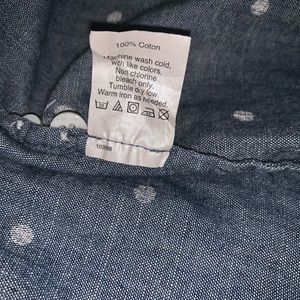 100% Coton
Machine wash cold,
with like colors.
Non chlorine
bleach only.
Tumble dry low.
Warm iron as needed.